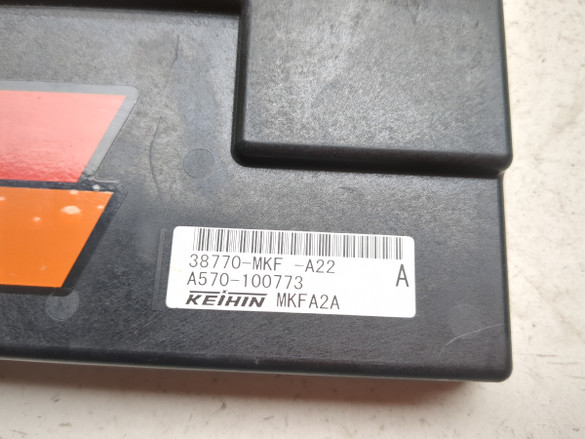 38770-MKF -A22
A
A570-100773
KEIHIN MKFA2A